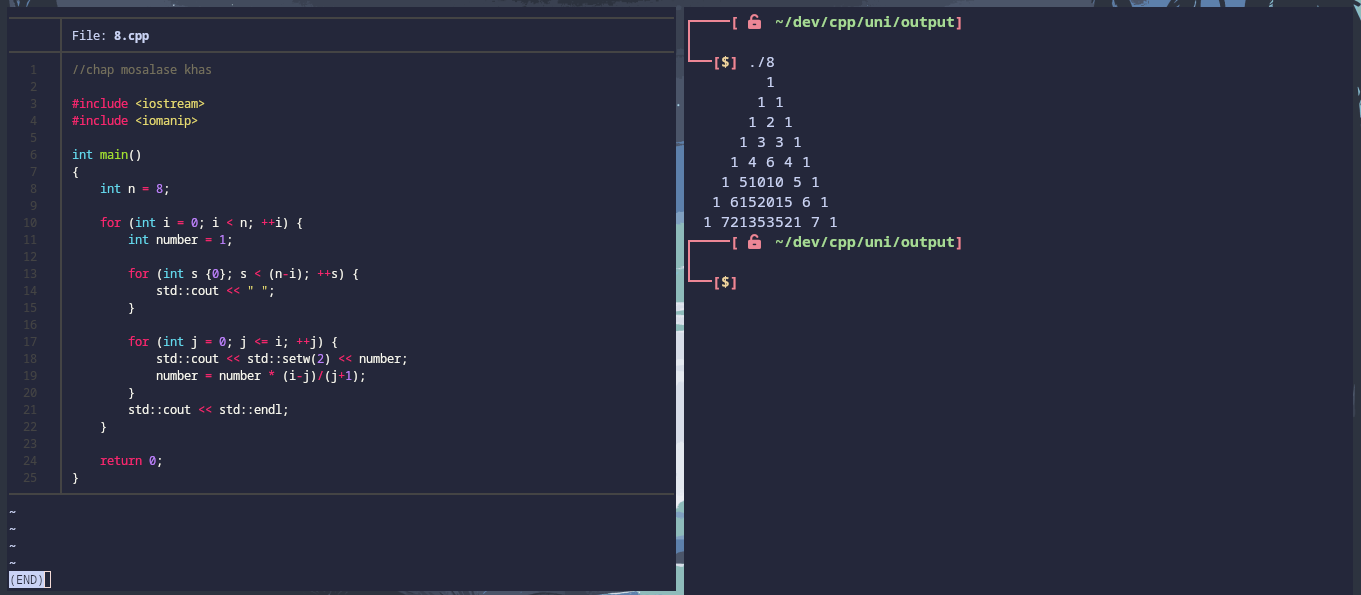 File: 8.cpp
1 //chap mosalase khas
2
3 #include <iostream>
4 #include <iomanip>
5
6 int main()
7 {
8     int n = 8;
9
10     for (int i = 0; i < n; ++i) {
11         int number = 1;
12
13         for (int s {0}; s < (n-i); ++s) {
14             std::cout << " ";
15         }
16
17         for (int j = 0; j <= i; ++j) {
18             std::cout << std::setw(2) << number;
19             number = number * (i-j)/(j+1);
20         }
21         std::cout << std::endl;
22     }
23
24     return 0;
25 }
~
~
~
~
(END)
[ ~/dev/cpp/uni/output]
[$] ./8
1
1 1
1 2 1
1 3 3 1
1 4 6 4 1
1 51010 5 1
1 6152015 6 1
1 721353521 7 1
[ ~/dev/cpp/uni/output]
[$]